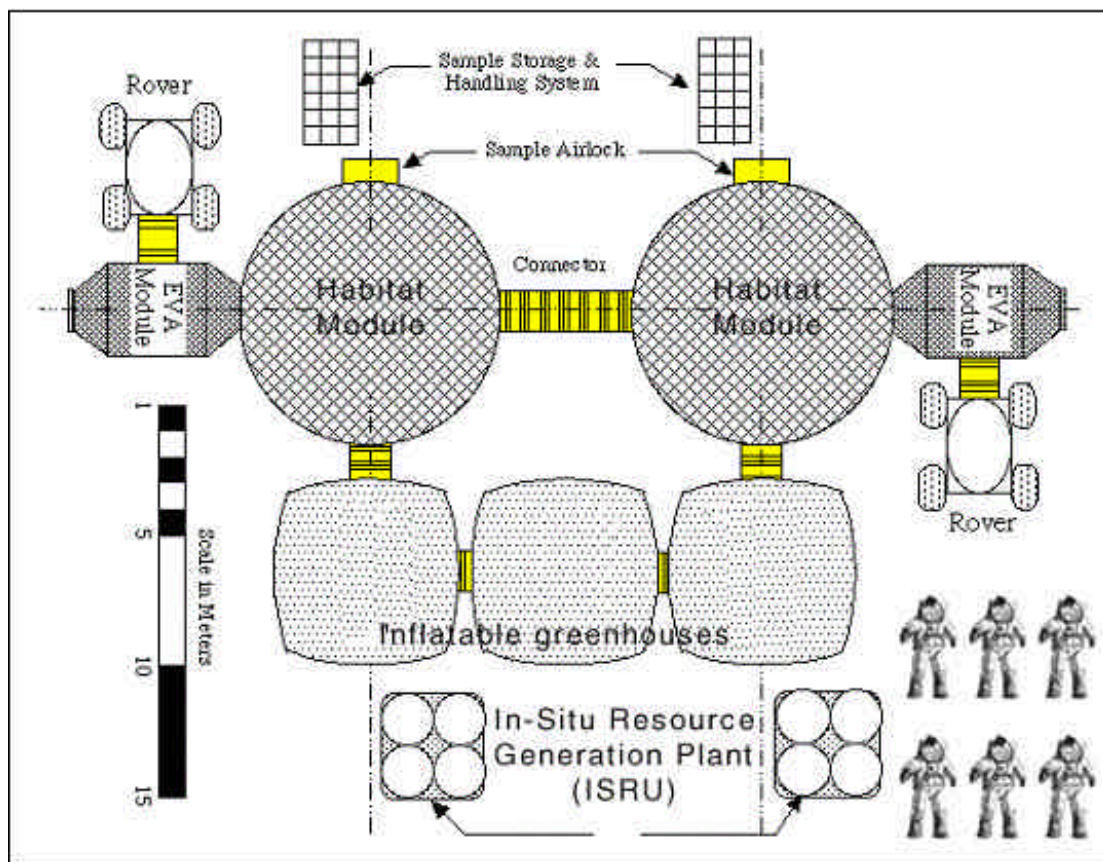 Sample Storage &
Handling System
Rover
Sample Airlock
Connector
EVA
Module
Habitat
Module
Habitat
Module
EVA
Module
1
5
10
15
Scale in Meters
Rover
Inflatable greenhouses
In-Situ Resource
Generation Plant
(ISRU)